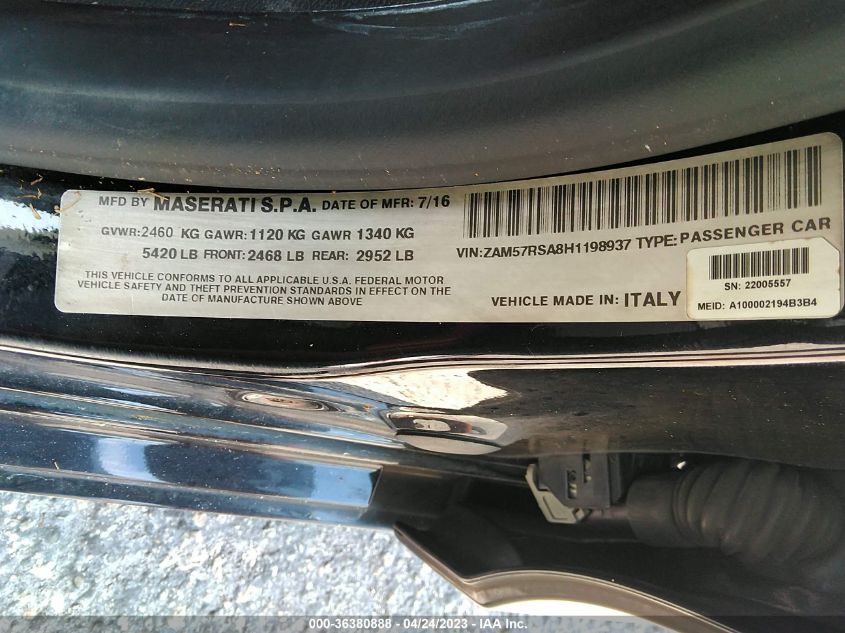 MFD BY MASERATI S.P.A. DATE OF MFR: 7/16
GVWR: 2460 KG GAWR: 1120 KG GAWR 1340 KG
5420 LB FRONT: 2468 LB REAR: 2952 LB
THIS VEHICLE CONFORMS TO ALL APPLICABLE U.S.A. FEDERAL MOTOR
VEHICLE SAFETY AND THEFT PREVENTION STANDARDS IN EFFECT ON THE
DATE OF MANUFACTURE SHOWN ABOVE
VIN: ZAM57RSA8H1198937 TYPE: PASSENGER CAR
VEHICLE MADE IN: ITALY
SN: 22005557
MEID: A100002194B3B4
000-36380888 — 04/24/2023 — IAA Inc.